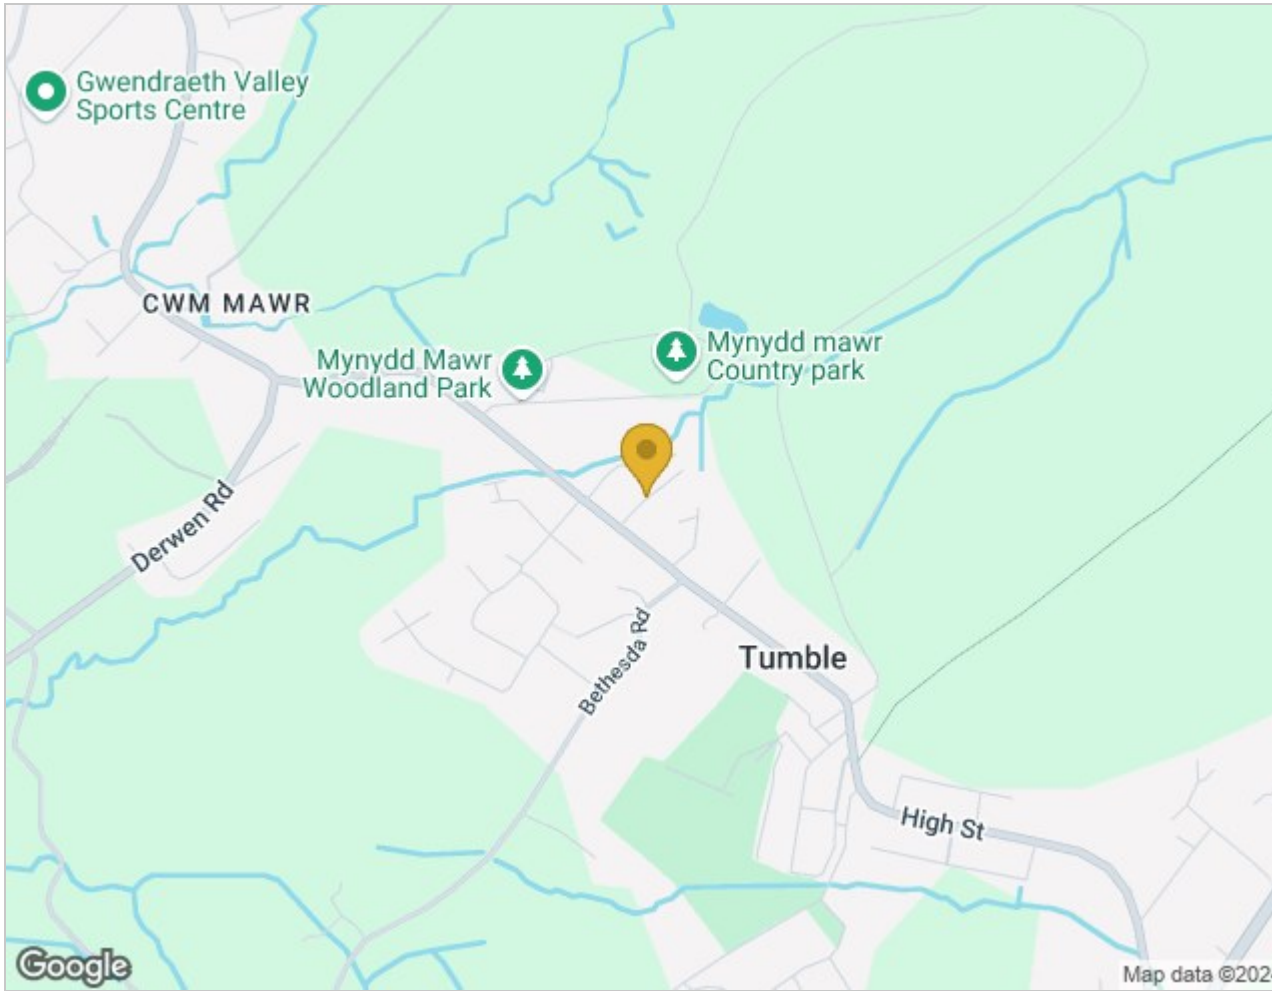 Gwendraeth Valley
Sports Centre
CWM MAWR
Mynydd Mawr
Woodland Park
Mynydd mawr
Country park
Derwen Rd
Bethesda Rd
Tumble
High St
Google
Map data ©2024